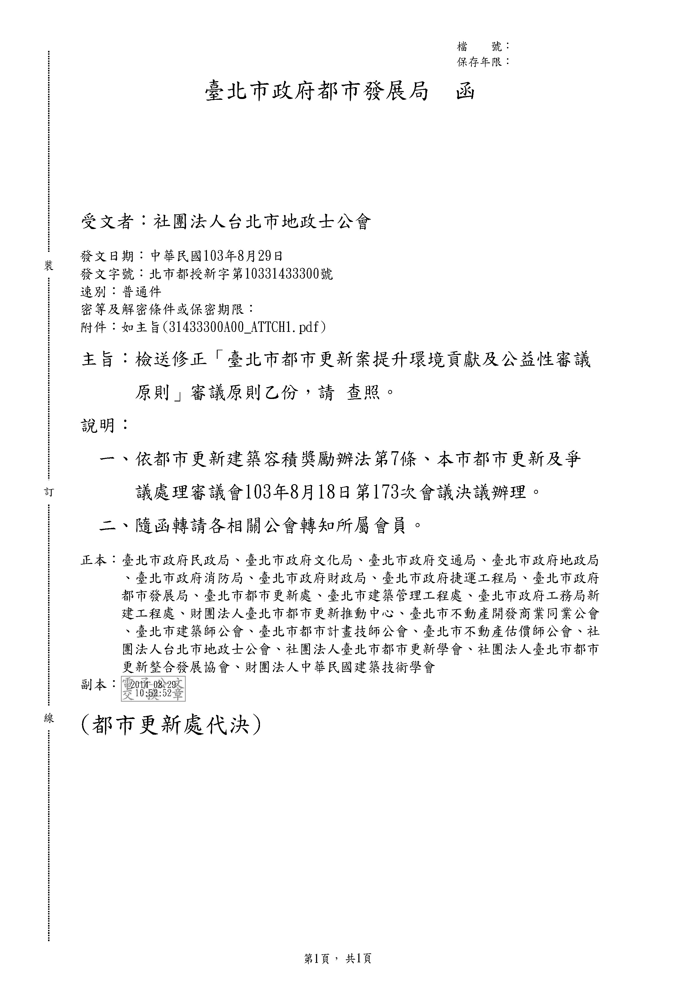 檔　　號：
保存年限：
臺北市政府都市發展局　函
受文者：社團法人台北市地政士公會
發文日期：中華民國103年8月29日
發文字號：北市都授新字第10331433300號
速別：普通件
密等及解密條件或保密期限：
附件：如主旨(31433300A00_ATTCH1.pdf)
主旨：檢送修正「臺北市都市更新案提升環境貢獻及公益性審議
原則」審議原則乙份，請 查照。
說明：
一、依都市更新建築容積獎勵辦法第7條、本市都市更新及爭
議處理審議會103年8月18日第173次會議決議辦理。
二、隨函轉請各相關公會轉知所屬會員。
正本：臺北市政府民政局、臺北市政府文化局、臺北市政府交通局、臺北市政府地政局
、臺北市政府消防局、臺北市政府財政局、臺北市政府捷運工程局、臺北市政府
都市發展局、臺北市都市更新處、臺北市建築管理工程處、臺北市政府工務局新
建工程處、財團法人臺北市都市更新推動中心、臺北市不動產開發商業同業公會
、臺北市建築師公會、臺北市都市計畫技師公會、臺北市不動產估價師公會、社
團法人台北市地政士公會、社團法人臺北市都市更新學會、社團法人臺北市都市
更新整合發展協會、財團法人中華民國建築技術學會
副本：
電子公文
交換章
2014-08-29
10:52:52
(都市更新處代決)
裝
訂
線
第1頁， 共1頁